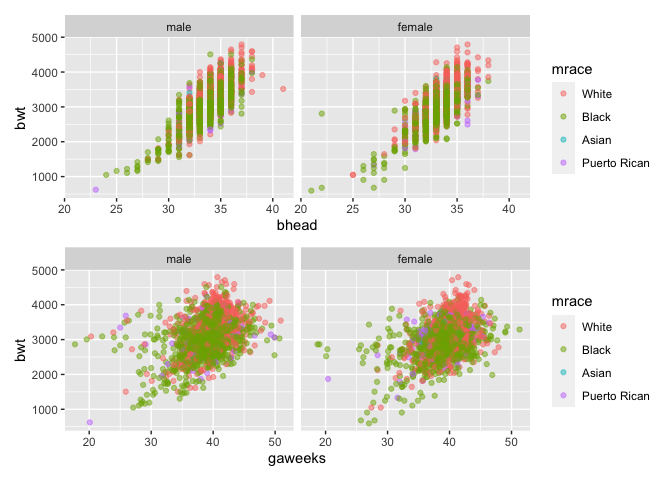 male female
5000
4000
3000
2000
1000
bwt
20 25 30 35 40 20 25 30 35 40
bhead
mrace
White
Black
Asian
Puerto Rican
male female
5000
4000
3000
2000
1000
bwt
20 30 40 50 20 30 40 50
gaweeks
mrace
White
Black
Asian
Puerto Rican